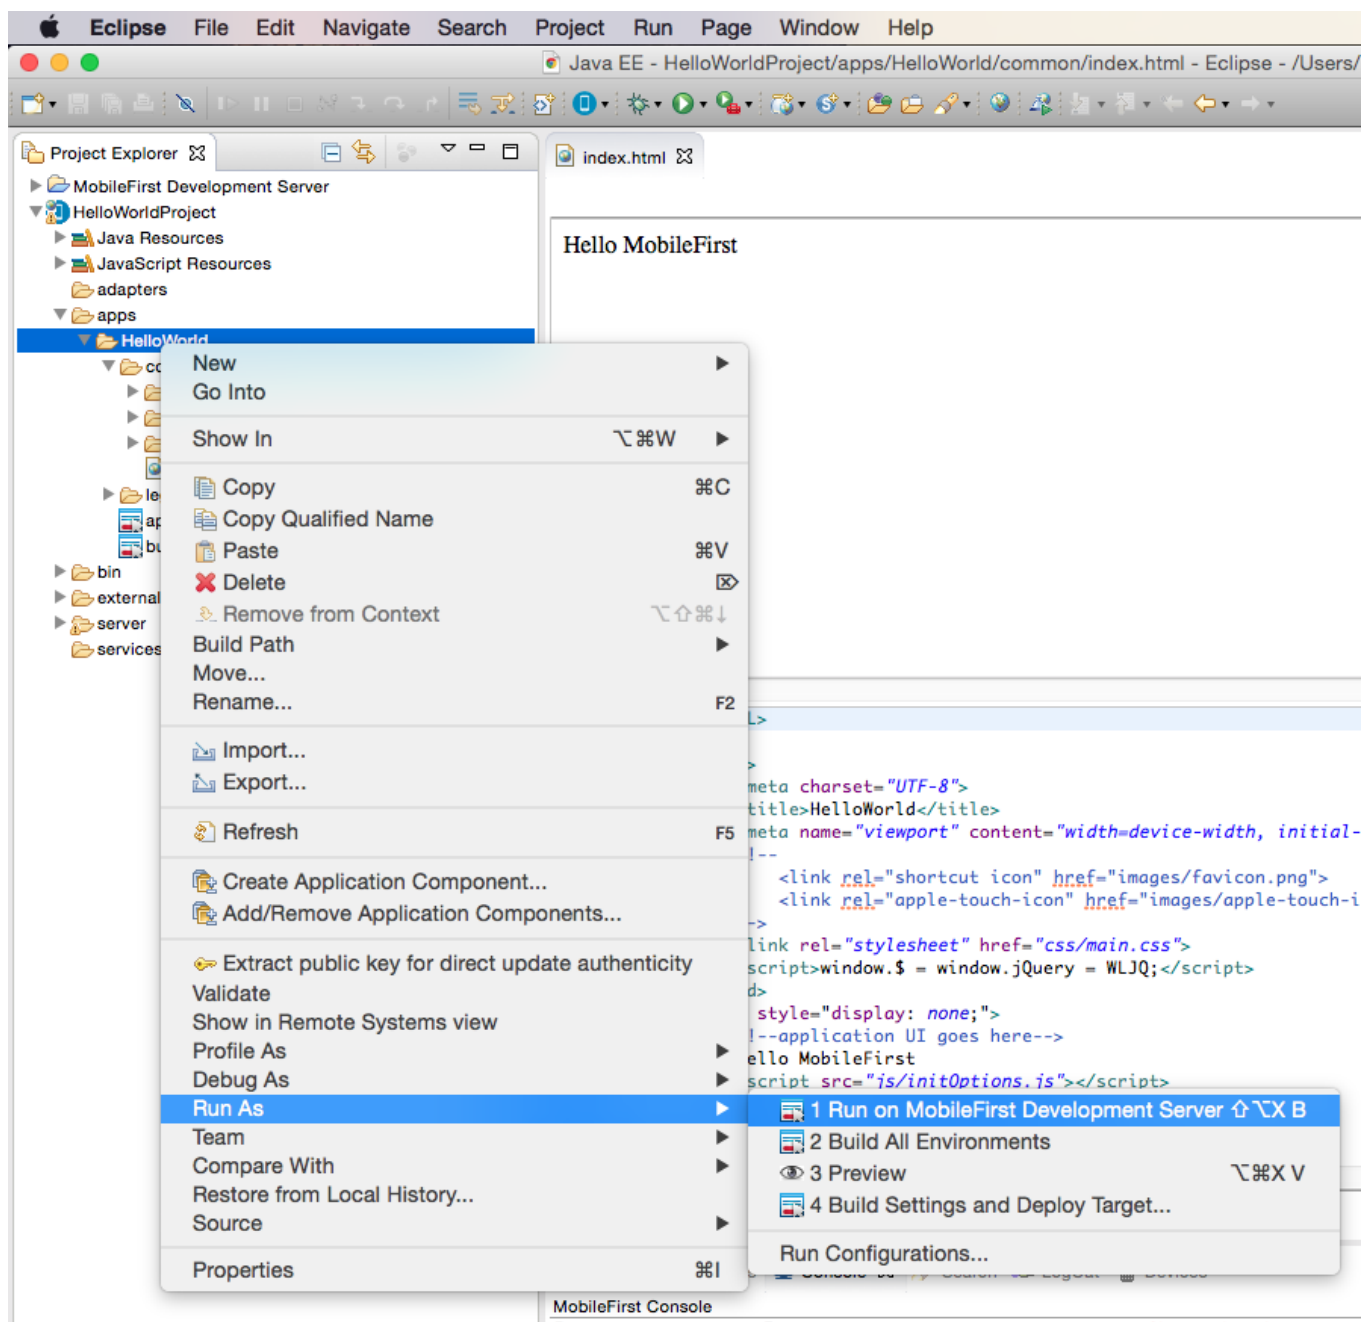 Eclipse File Edit Navigate Search Project Run Page Window Help
Java EE - HelloWorldProject/apps/HelloWorld/common/index.html - Eclipse - /Users/
Project Explorer
index.html
MobileFirst Development Server
HelloWorldProject
Java Resources
JavaScript Resources
adapters
apps
HelloWorld
co
le
ap
bu
bin
external
server
services
Hello MobileFirst
New
Go Into
Show In ⌥⌘W
Copy ⌘C
Copy Qualified Name
Paste ⌘V
Delete ⌦
Remove from Context ⌥⇧⌘↓
Build Path
Move...
Rename... F2
Import...
Export...
Refresh F5
Create Application Component...
Add/Remove Application Components...
Extract public key for direct update authenticity
Validate
Show in Remote Systems view
Profile As
Debug As
Run As
Team
Compare With
Restore from Local History...
Source
Properties ⌘I
L>
>
meta charset="UTF-8">
title>HelloWorld</title>
meta name="viewport" content="width=device-width, initial-
!--
<link rel="shortcut icon" href="images/favicon.png">
<link rel="apple-touch-icon" href="images/apple-touch-i
->
link rel="stylesheet" href="css/main.css">
script>window.$ = window.jQuery = WLJQ;</script>
d>
style="display: none;">
!--application UI goes here-->
ello MobileFirst
script src="js/initOptions.js"></script>
1 Run on MobileFirst Development Server ⇧⌥X B
2 Build All Environments
3 Preview ⌥⌘X V
4 Build Settings and Deploy Target...
Run Configurations...
Console Search LogCat Devices
MobileFirst Console